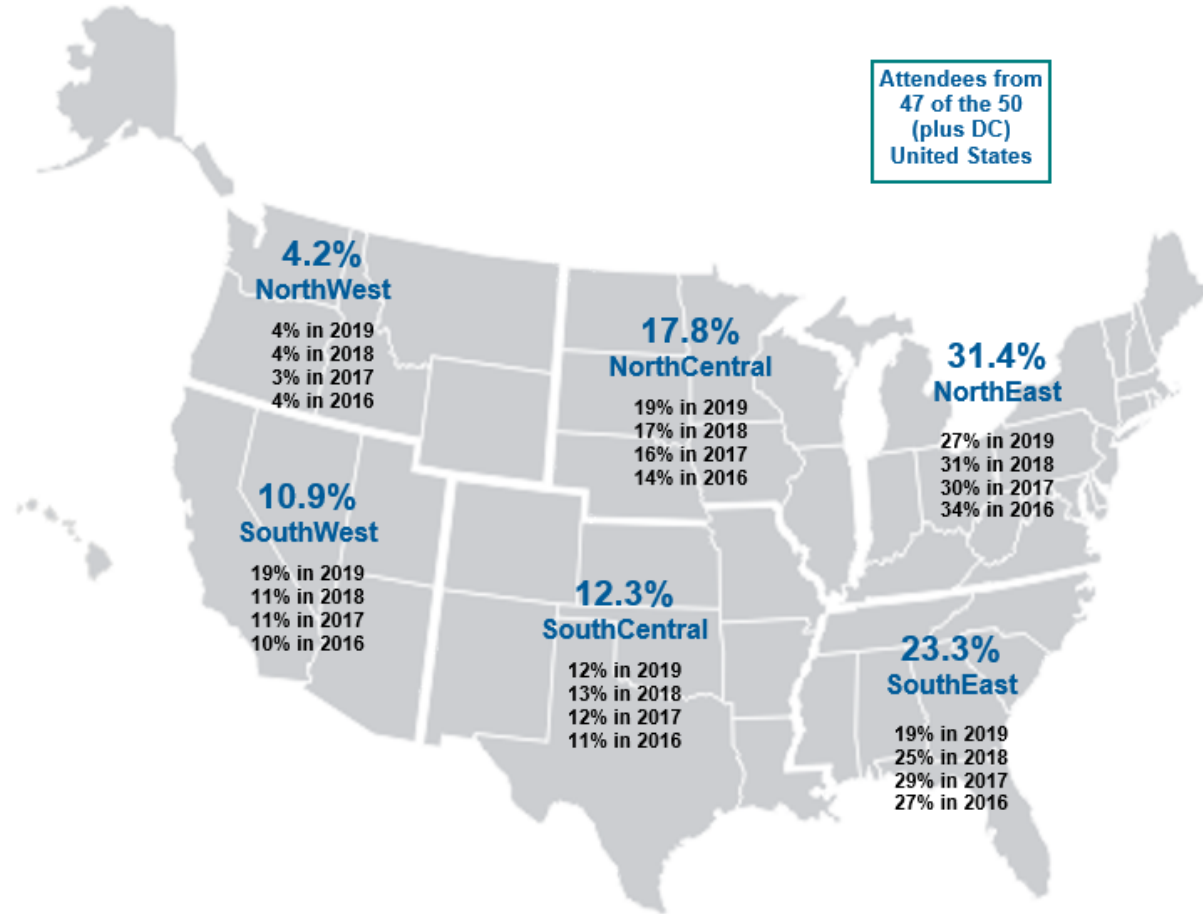 Attendees from
47 of the 50
(plus DC)
United States
4.2%
NorthWest
4% in 2019
4% in 2018
3% in 2017
4% in 2016
17.8%
NorthCentral
19% in 2019
17% in 2018
16% in 2017
14% in 2016
31.4%
NorthEast
27% in 2019
31% in 2018
30% in 2017
34% in 2016
10.9%
SouthWest
19% in 2019
11% in 2018
11% in 2017
10% in 2016
12.3%
SouthCentral
12% in 2019
13% in 2018
12% in 2017
11% in 2016
23.3%
SouthEast
19% in 2019
25% in 2018
29% in 2017
27% in 2016